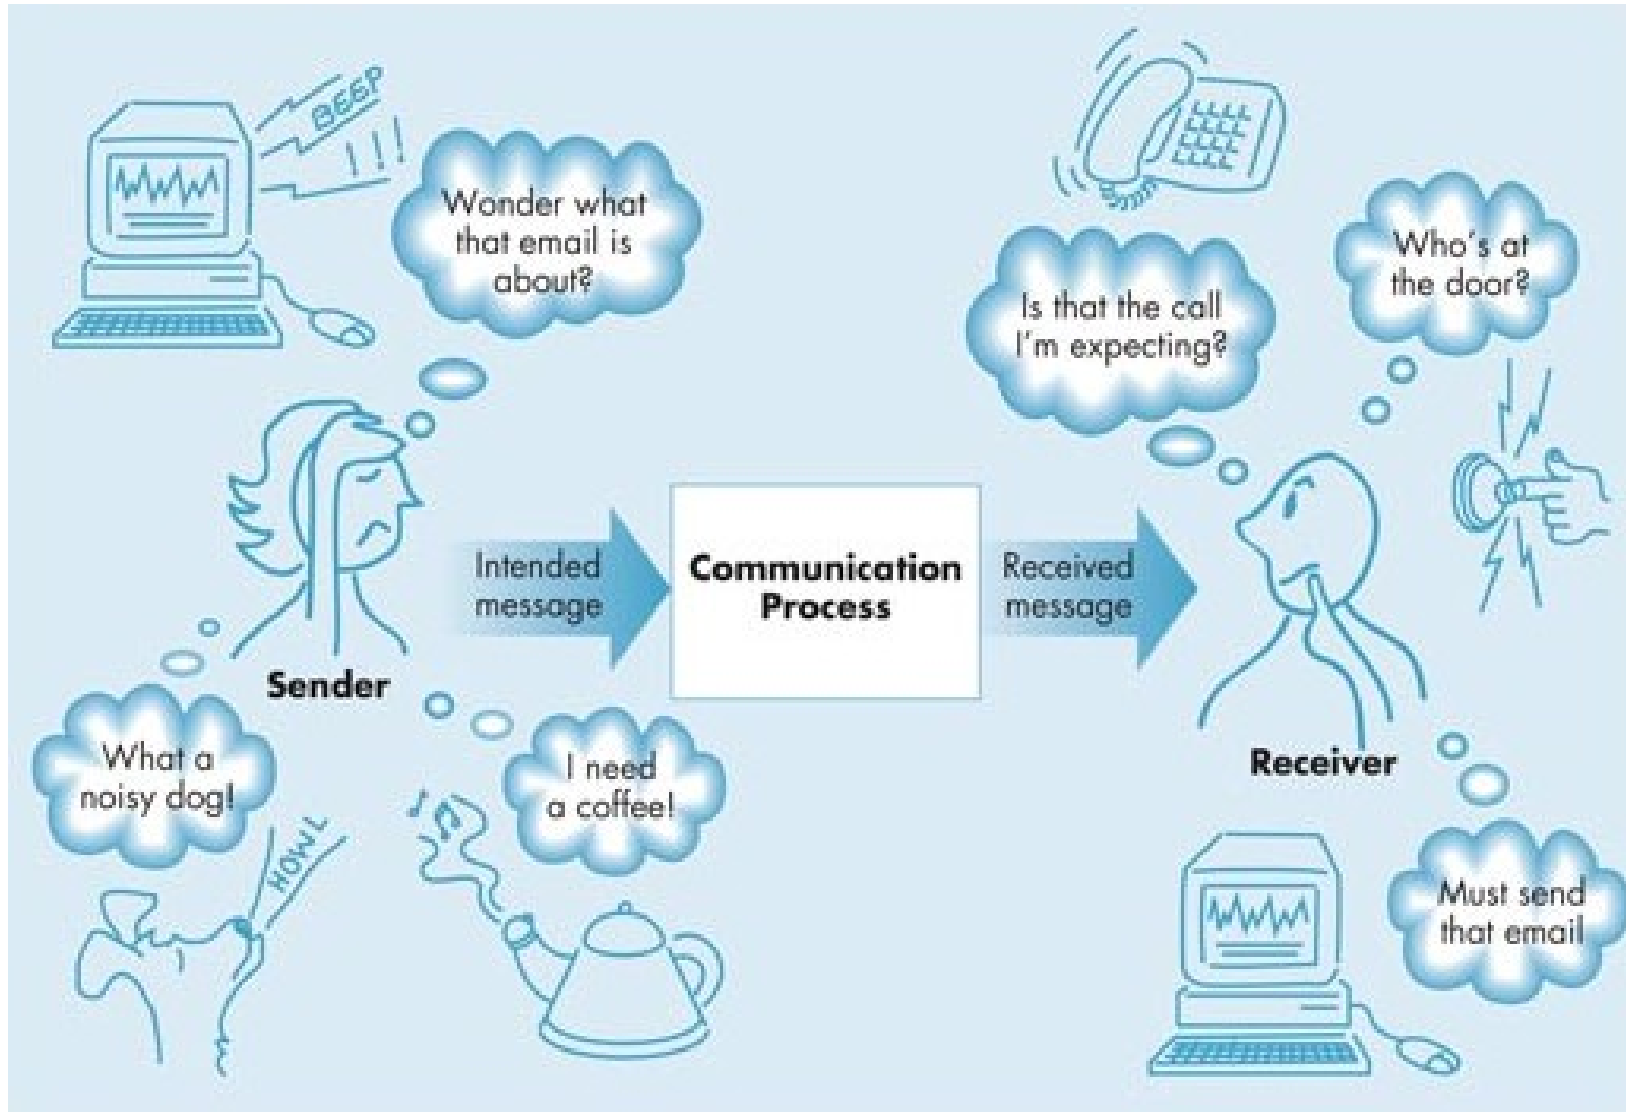 BEEP
!!!
Wonder what
that email is
about?
Is that the call
I'm expecting?
Who's at
the door?
Intended
message
Communication
Process
Received
message
Sender
Receiver
What a
noisy dog!
HOWL
I need
a coffee!
Must send
that email